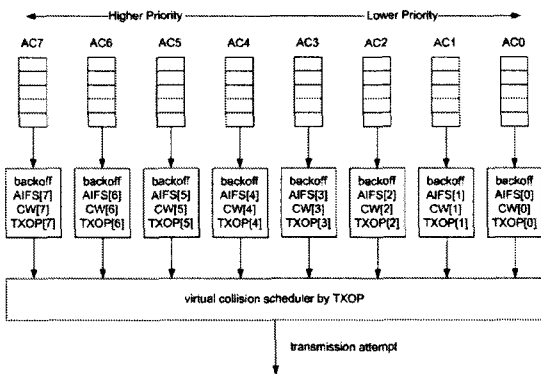 Higher Priority Lower Priority
AC7 AC6 AC5 AC4 AC3 AC2 AC1 AC0
backoff backoff backoff backoff backoff backoff backoff backoff
AIFS[7] AIFS[6] AIFS[5] AIFS[4] AIFS[3] AIFS[2] AIFS[1] AIFS[0]
CW[7] CW[6] CW[5] CW[4] CW[3] CW[2] CW[1] CW[0]
TXOP[7] TXOP[6] TXOP[5] TXOP[4] TXOP[3] TXOP[2] TXOP[1] TXOP[0]
virtual collision scheduler by TXOP
transmission attempt